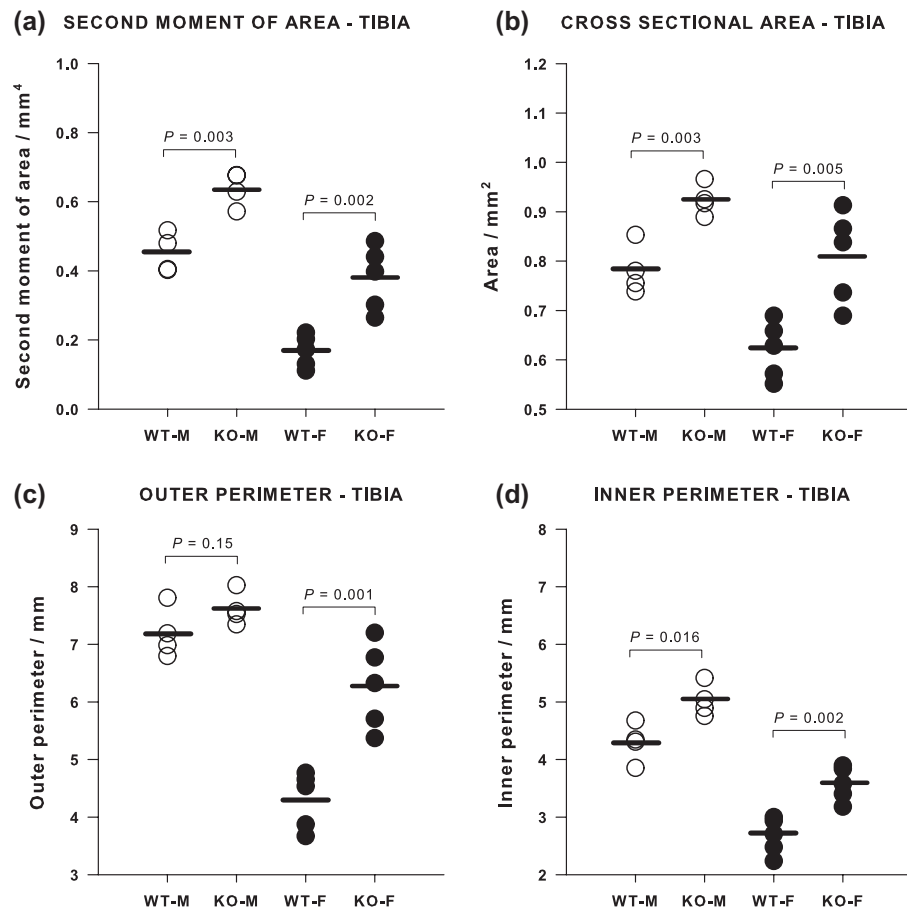 (a) SECOND MOMENT OF AREA - TIBIA
Second moment of area / mm⁴
1.0
0.8
0.6
0.4
0.2
0.0
P = 0.003
P = 0.002
WT-M KO-M WT-F KO-F
(b) CROSS SECTIONAL AREA - TIBIA
Area / mm²
1.2
1.1
1.0
0.9
0.8
0.7
0.6
0.5
P = 0.003
P = 0.005
WT-M KO-M WT-F KO-F
(c) OUTER PERIMETER - TIBIA
Outer perimeter / mm
9
8
7
6
5
4
3
P = 0.15
P = 0.001
WT-M KO-M WT-F KO-F
(d) INNER PERIMETER - TIBIA
Inner perimeter / mm
8
7
6
5
4
3
2
P = 0.016
P = 0.002
WT-M KO-M WT-F KO-F